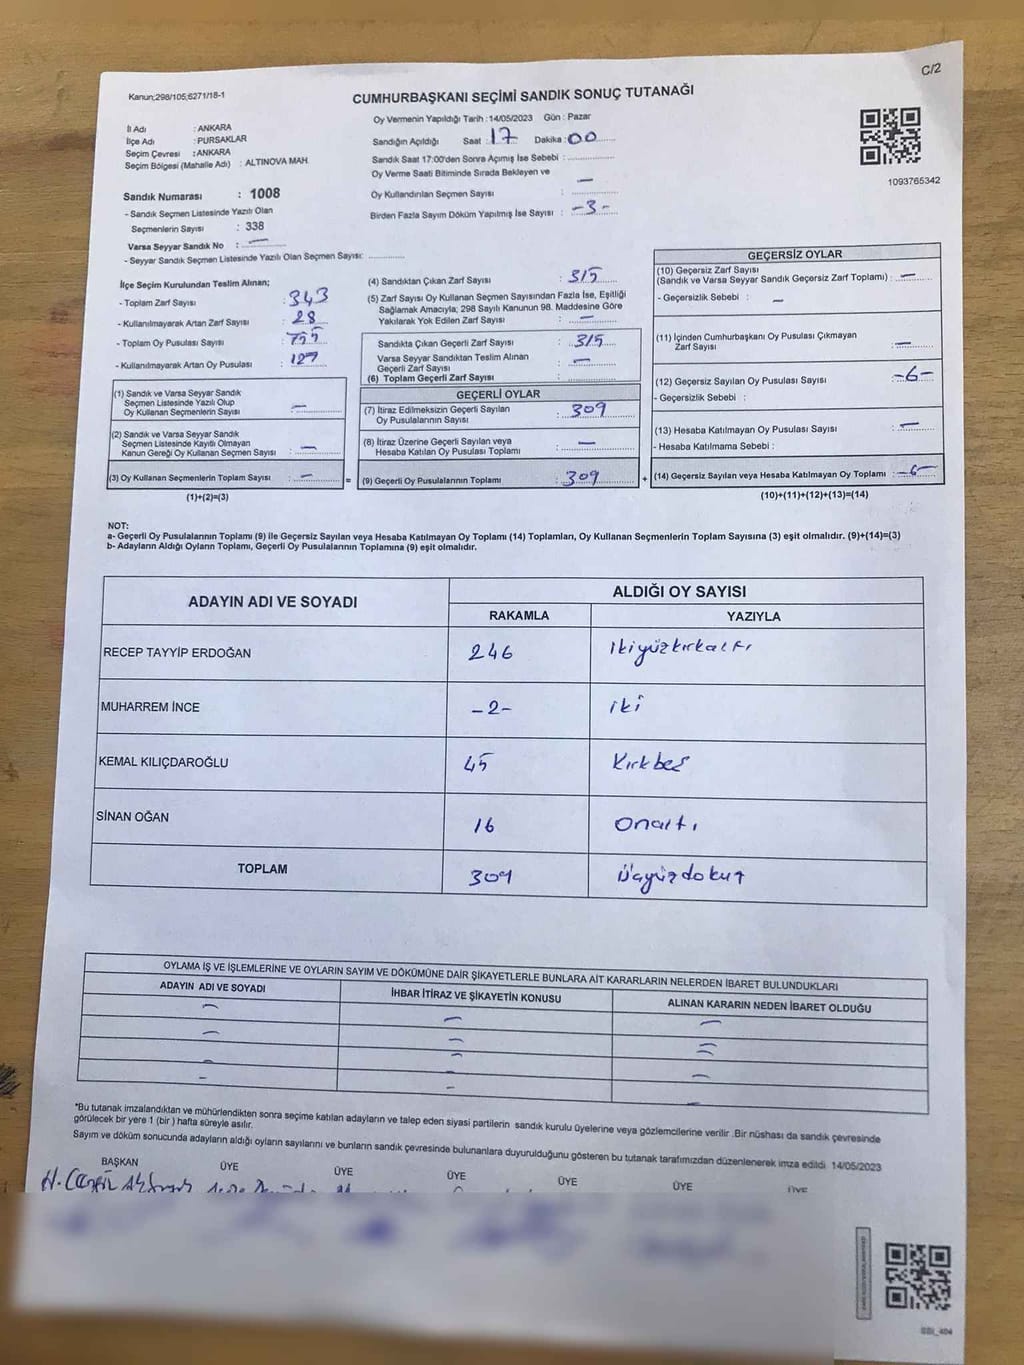 C/2
Kanun;298/105;6271/18-1
CUMHURBAŞKANI SEÇİMİ SANDIK SONUÇ TUTANAĞI
İl Adı : ANKARA
İlçe Adı : PURSAKLAR
Seçim Çevresi : ANKARA
Seçim Bölgesi (Mahalle Adı) : ALTINOVA MAH.
Sandık Numarası : 1008
- Sandık Seçmen Listesinde Yazılı Olan
Seçmenlerin Sayısı : 338
Varsa Seyyar Sandık No : —
- Seyyar Sandık Seçmen Listesinde Yazılı Olan Seçmen Sayısı: ............
Oy Vermenin Yapıldığı Tarih : 14/05/2023 Gün : Pazar
Sandığın Açıldığı Saat : 17 Dakika : 00
Sandık Saat 17:00'den Sonra Açımış İse Sebebi : ............
Oy Verme Saati Bitiminde Sırada Bekleyen ve
Oy Kullandırılan Seçmen Sayısı : —
Birden Fazla Sayım Döküm Yapılmış İse Sayısı : -3-
1093765342
İlçe Seçim Kurulundan Teslim Alınan;
- Toplam Zarf Sayısı : 343
- Kullanılmayarak Artan Zarf Sayısı : 28
- Toplam Oy Pusulası Sayısı :
- Kullanılmayarak Artan Oy Pusulası :
(1) Sandık ve Varsa Seyyar Sandık
Seçmen Listesinde Yazılı Olup
Oy Kullanan Seçmenlerin Sayısı : —
(2) Sandık ve Varsa Seyyar Sandık
Seçmen Listesinde Kayıtlı Olmayan
Kanun Gereği Oy Kullanan Seçmen Sayısı : —
(3) Oy Kullanan Seçmenlerin Toplam Sayısı : — =
(1)+(2)=(3)
(4) Sandıktan Çıkan Zarf Sayısı : 315
(5) Zarf Sayısı Oy Kullanan Seçmen Sayısından Fazla İse, Eşitliği
Sağlamak Amacıyla; 298 Sayılı Kanunun 98. Maddesine Göre
Yakılarak Yok Edilen Zarf Sayısı : —
Sandıkta Çıkan Geçerli Zarf Sayısı : 315
Varsa Seyyar Sandıktan Teslim Alınan
Geçerli Zarf Sayısı : —
(6) Toplam Geçerli Zarf Sayısı : ............
GEÇERLİ OYLAR
(7) İtiraz Edilmeksizin Geçerli Sayılan
Oy Pusulalarının Sayısı : 309
(8) İtiraz Üzerine Geçerli Sayılan veya
Hesaba Katılan Oy Pusulası Toplamı : —
(9) Geçerli Oy Pusulalarının Toplamı : 309 +
GEÇERSİZ OYLAR
(10) Geçersiz Zarf Sayısı
(Sandık ve Varsa Seyyar Sandık Geçersiz Zarf Toplamı) : —
- Geçersizlik Sebebi : —
(11) İçinden Cumhurbaşkanı Oy Pusulası Çıkmayan
Zarf Sayısı : —
(12) Geçersiz Sayılan Oy Pusulası Sayısı : -6-
- Geçersizlik Sebebi :
(13) Hesaba Katılmayan Oy Pusulası Sayısı : —
- Hesaba Katılmama Sebebi :
(14) Geçersiz Sayılan veya Hesaba Katılmayan Oy Toplamı : -6-
(10)+(11)+(12)+(13)=(14)
NOT:
a- Geçerli Oy Pusulalarının Toplamı (9) ile Geçersiz Sayılan veya Hesaba Katılmayan Oy Toplamı (14) Toplamları, Oy Kullanan Seçmenlerin Toplam Sayısına (3) eşit olmalıdır. (9)+(14)=(3)
b- Adayların Aldığı Oyların Toplamı, Geçerli Oy Pusulalarının Toplamına (9) eşit olmalıdır.
ADAYIN ADI VE SOYADI ALDIĞI OY SAYISI
RAKAMLA YAZIYLA
RECEP TAYYİP ERDOĞAN 246 ikiyüzkırkaltı
MUHARREM İNCE -2- iki
KEMAL KILIÇDAROĞLU 45 Kırkbeş
SİNAN OĞAN 16 onaltı
TOPLAM 309 üçyüzdokuz
OYLAMA İŞ VE İŞLEMLERİNE VE OYLARIN SAYIM VE DÖKÜMÜNE DAİR ŞİKAYETLERLE BUNLARA AİT KARARLARIN NELERDEN İBARET BULUNDUKLARI
ADAYIN ADI VE SOYADI İHBAR İTİRAZ VE ŞİKAYETİN KONUSU ALINAN KARARIN NEDEN İBARET OLDUĞU
*Bu tutanak imzalandıktan ve mühürlendikten sonra seçime katılan adayların ve talep eden siyasi partilerin sandık kurulu üyelerine veya gözlemcilerine verilir .Bir nüshası da sandık çevresinde
görülecek bir yere 1 (bir ) hafta süreyle asılır.
Sayım ve döküm sonucunda adayların aldığı oyların sayılarını ve bunların sandık çevresinde bulunanlara duyurulduğunu gösteren bu tutanak tarafımızdan düzenlenerek imza edildi. 14/05/2023
BAŞKAN ÜYE ÜYE ÜYE ÜYE ÜYE ÜYE